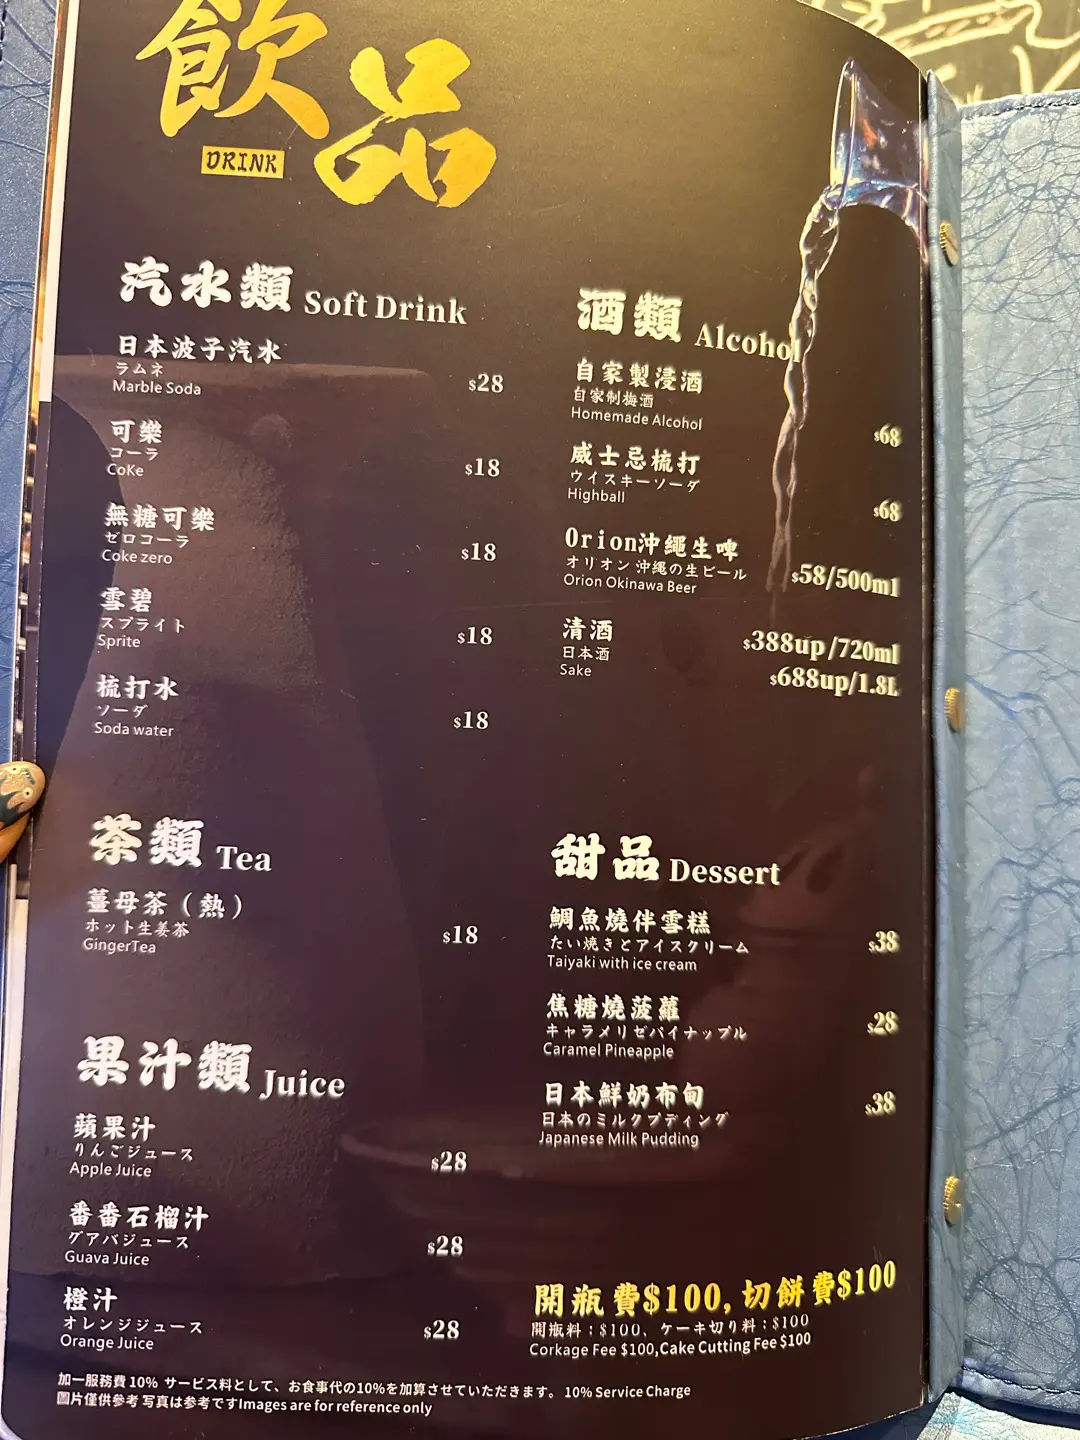 飲品
DRINK
汽水類 Soft Drink
日本波子汽水
ラムネ
Marble Soda
$28
可樂
コーラ
CoKe
$18
無糖可樂
ゼロコーラ
Coke zero
$18
雪碧
スプライト
Sprite
$18
梳打水
ソーダ
Soda water
$18
茶類 Tea
薑母茶（熱）
ホット生姜茶
GingerTea
$18
果汁類 Juice
蘋果汁
りんごジュース
Apple Juice
$28
番番石榴汁
グアバジュース
Guava Juice
$28
橙汁
オレンジジュース
Orange Juice
$28
酒類 Alcohol
自家製浸酒
自家制梅酒
Homemade Alcohol
$68
威士忌梳打
ウイスキーソーダ
Highball
$68
Orion沖繩生啤
オリオン 沖縄の生ビール
Orion Okinawa Beer
$58/500ml
清酒
日本酒
Sake
$388up/720ml
$688up/1.8L
甜品 Dessert
鯛魚燒伴雪糕
たい焼きとアイスクリーム
Taiyaki with ice cream
$38
焦糖燒菠蘿
キャラメリゼパイナップル
Caramel Pineapple
$28
日本鮮奶布甸
日本のミルクプディング
Japanese Milk Pudding
$38
開瓶費$100, 切餅費$100
開瓶料：$100、ケーキ切り料：$100
Corkage Fee $100,Cake Cutting Fee $100
加一服務費10% サービス料として、お食事代の10%を加算させていただきます。 10% Service Charge
圖片僅供參考 写真は参考ですImages are for reference only